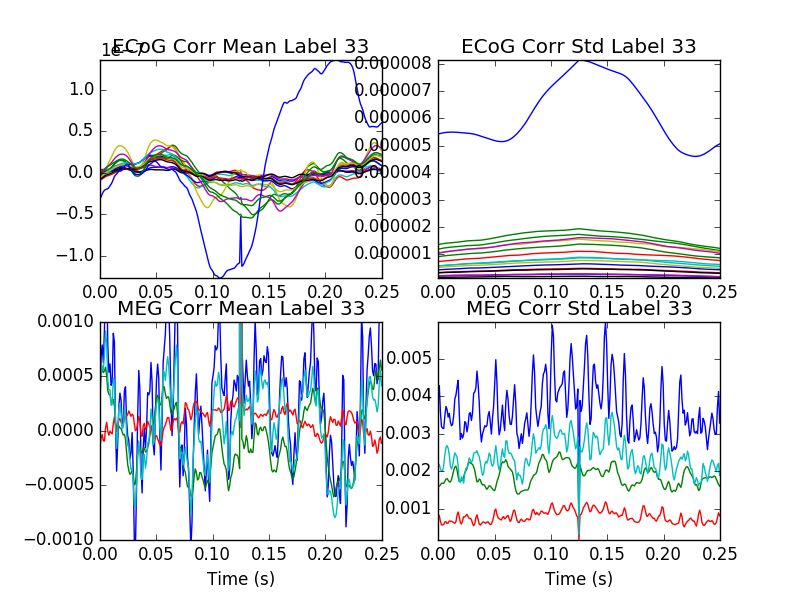 ECoG Corr Mean Label 33
ECoG Corr Std Label 33
1e−7
1.0
0.5
0.0
−0.5
−1.0
0.00 0.05 0.10 0.15 0.20 0.25
0.000008
0.000007
0.000006
0.000005
0.000004
0.000003
0.000002
0.000001
0.00 0.05 0.10 0.15 0.20 0.25
MEG Corr Mean Label 33
MEG Corr Std Label 33
0.0010
0.0005
0.0000
−0.0005
−0.0010
0.00 0.05 0.10 0.15 0.20 0.25
Time (s)
0.005
0.004
0.003
0.002
0.001
0.00 0.05 0.10 0.15 0.20 0.25
Time (s)